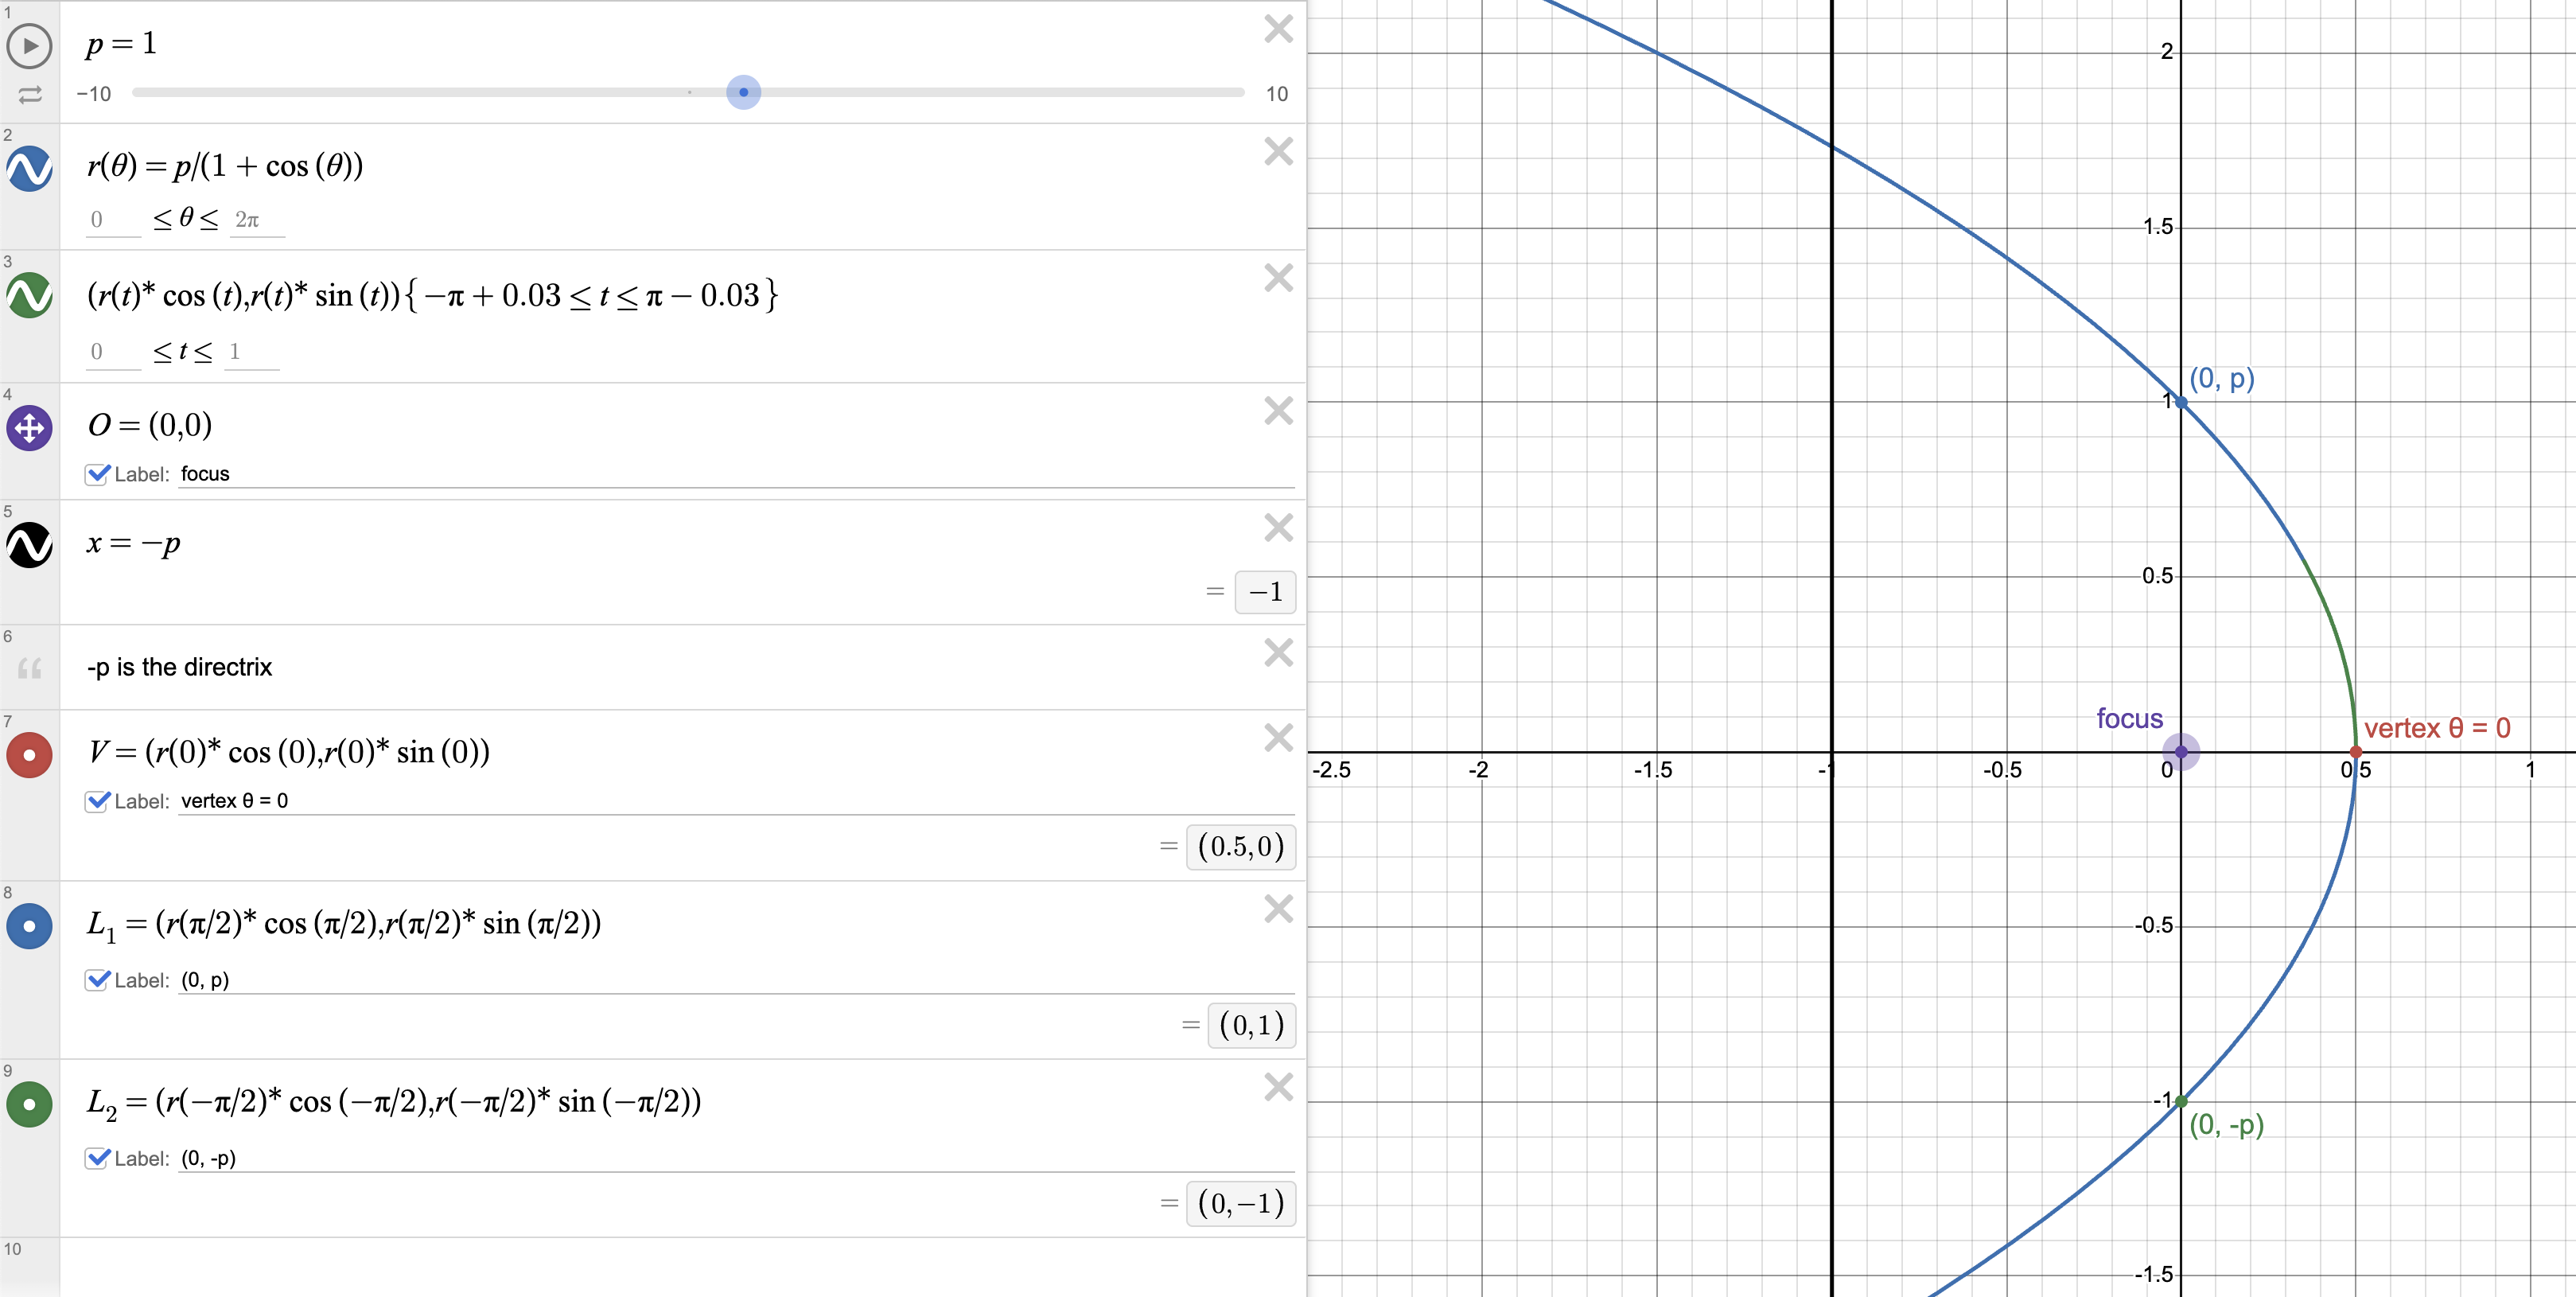 1
p = 1
−10
10
2
r(θ) = p/(1 + cos (θ))
0 ≤ θ ≤ 2π
3
(r(t)* cos (t),r(t)* sin (t)){−π + 0.03 ≤ t ≤ π − 0.03}
0 ≤ t ≤ 1
4
O = (0,0)
Label: focus
5
x = −p
= −1
6
-p is the directrix
7
V = (r(0)* cos (0),r(0)* sin (0))
Label: vertex θ = 0
= (0.5,0)
8
L₁ = (r(π/2)* cos (π/2),r(π/2)* sin (π/2))
Label: (0, p)
= (0,1)
9
L₂ = (r(−π/2)* cos (−π/2),r(−π/2)* sin (−π/2))
Label: (0, -p)
= (0,−1)
10
2
1.5
(0, p)
1
0.5
focus
vertex θ = 0
-2.5 -2 -1.5 -1 -0.5 0 0.5 1
-0.5
-1
(0, -p)
-1.5